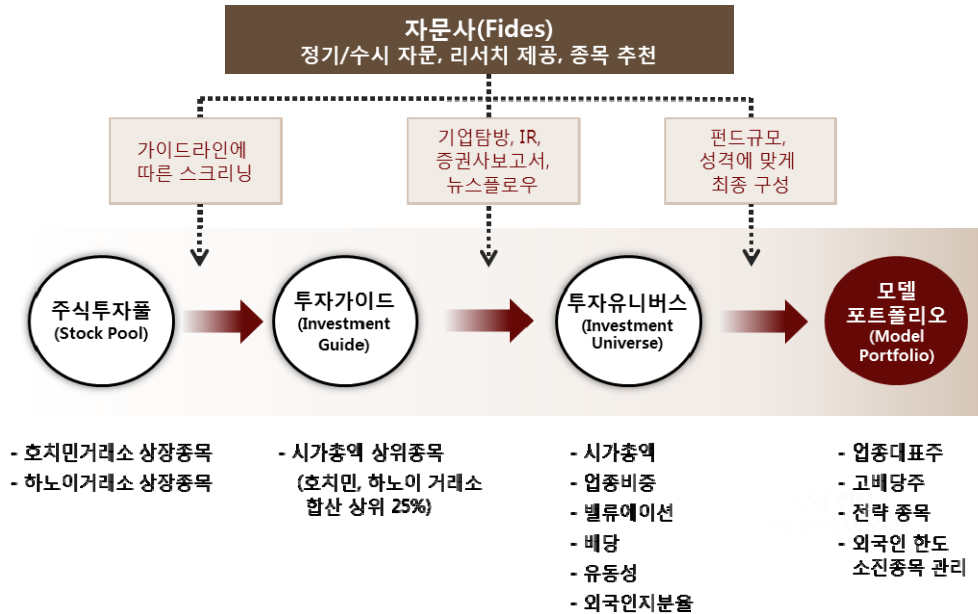 자문사(Fides)
정기/수시 자문, 리서치 제공, 종목 추천
가이드라인에
따른 스크리닝
기업탐방, IR,
증권사보고서,
뉴스플로우
펀드규모,
성격에 맞게
최종 구성
주식투자풀
(Stock Pool)
투자가이드
(Investment
Guide)
투자유니버스
(Investment
Universe)
모델
포트폴리오
(Model
Portfolio)
- 호치민거래소 상장종목
- 하노이거래소 상장종목
- 시가총액 상위종목
(호치민, 하노이 거래소
합산 상위 25%)
- 시가총액
- 업종비중
- 밸류에이션
- 배당
- 유동성
- 외국인지분율
- 업종대표주
- 고배당주
- 전략 종목
- 외국인 한도
소진종목 관리